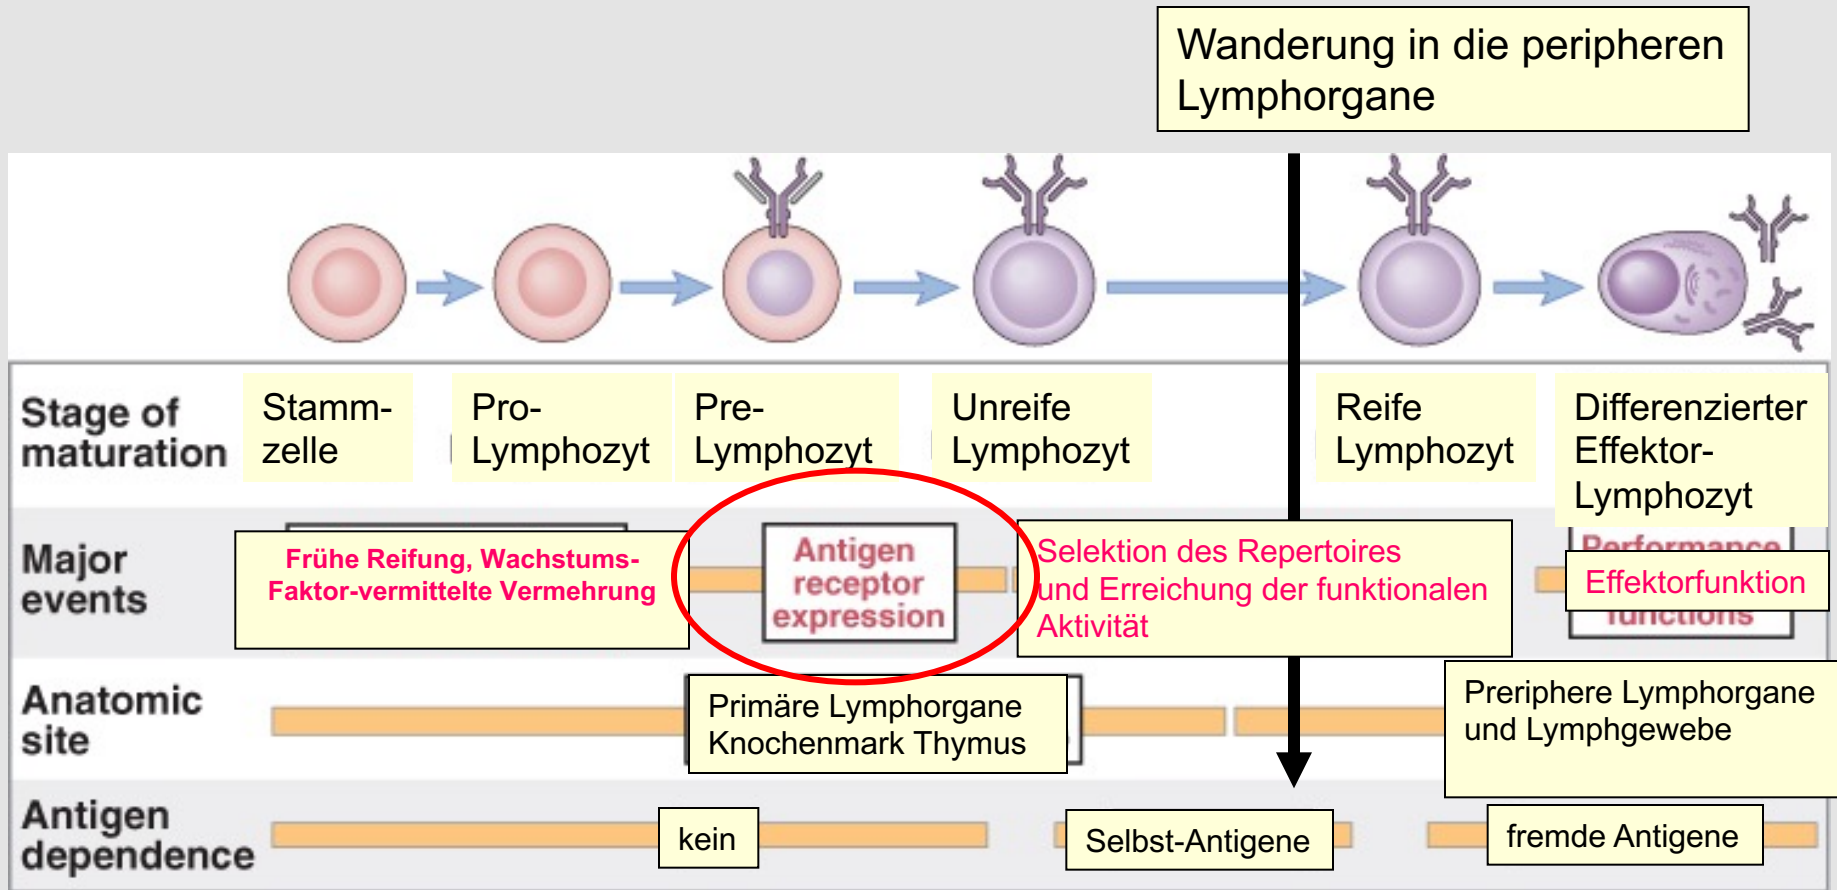 Wanderung in die peripheren
Lymphorgane
Stage of
maturation
Stamm-
zelle
Pro-
Lymphozyt
Pre-
Lymphozyt
Unreife
Lymphozyt
Reife
Lymphozyt
Differenzierter
Effektor-
Lymphozyt
Major
events
Frühe Reifung, Wachstums-
Faktor-vermittelte Vermehrung
Antigen
receptor
expression
Selektion des Repertoires
und Erreichung der funktionalen
Aktivität
Performance
Effektorfunktion
functions
Anatomic
site
Primäre Lymphorgane
Knochenmark Thymus
Preriphere Lymphorgane
und Lymphgewebe
Antigen
dependence
kein
Selbst-Antigene
fremde Antigene